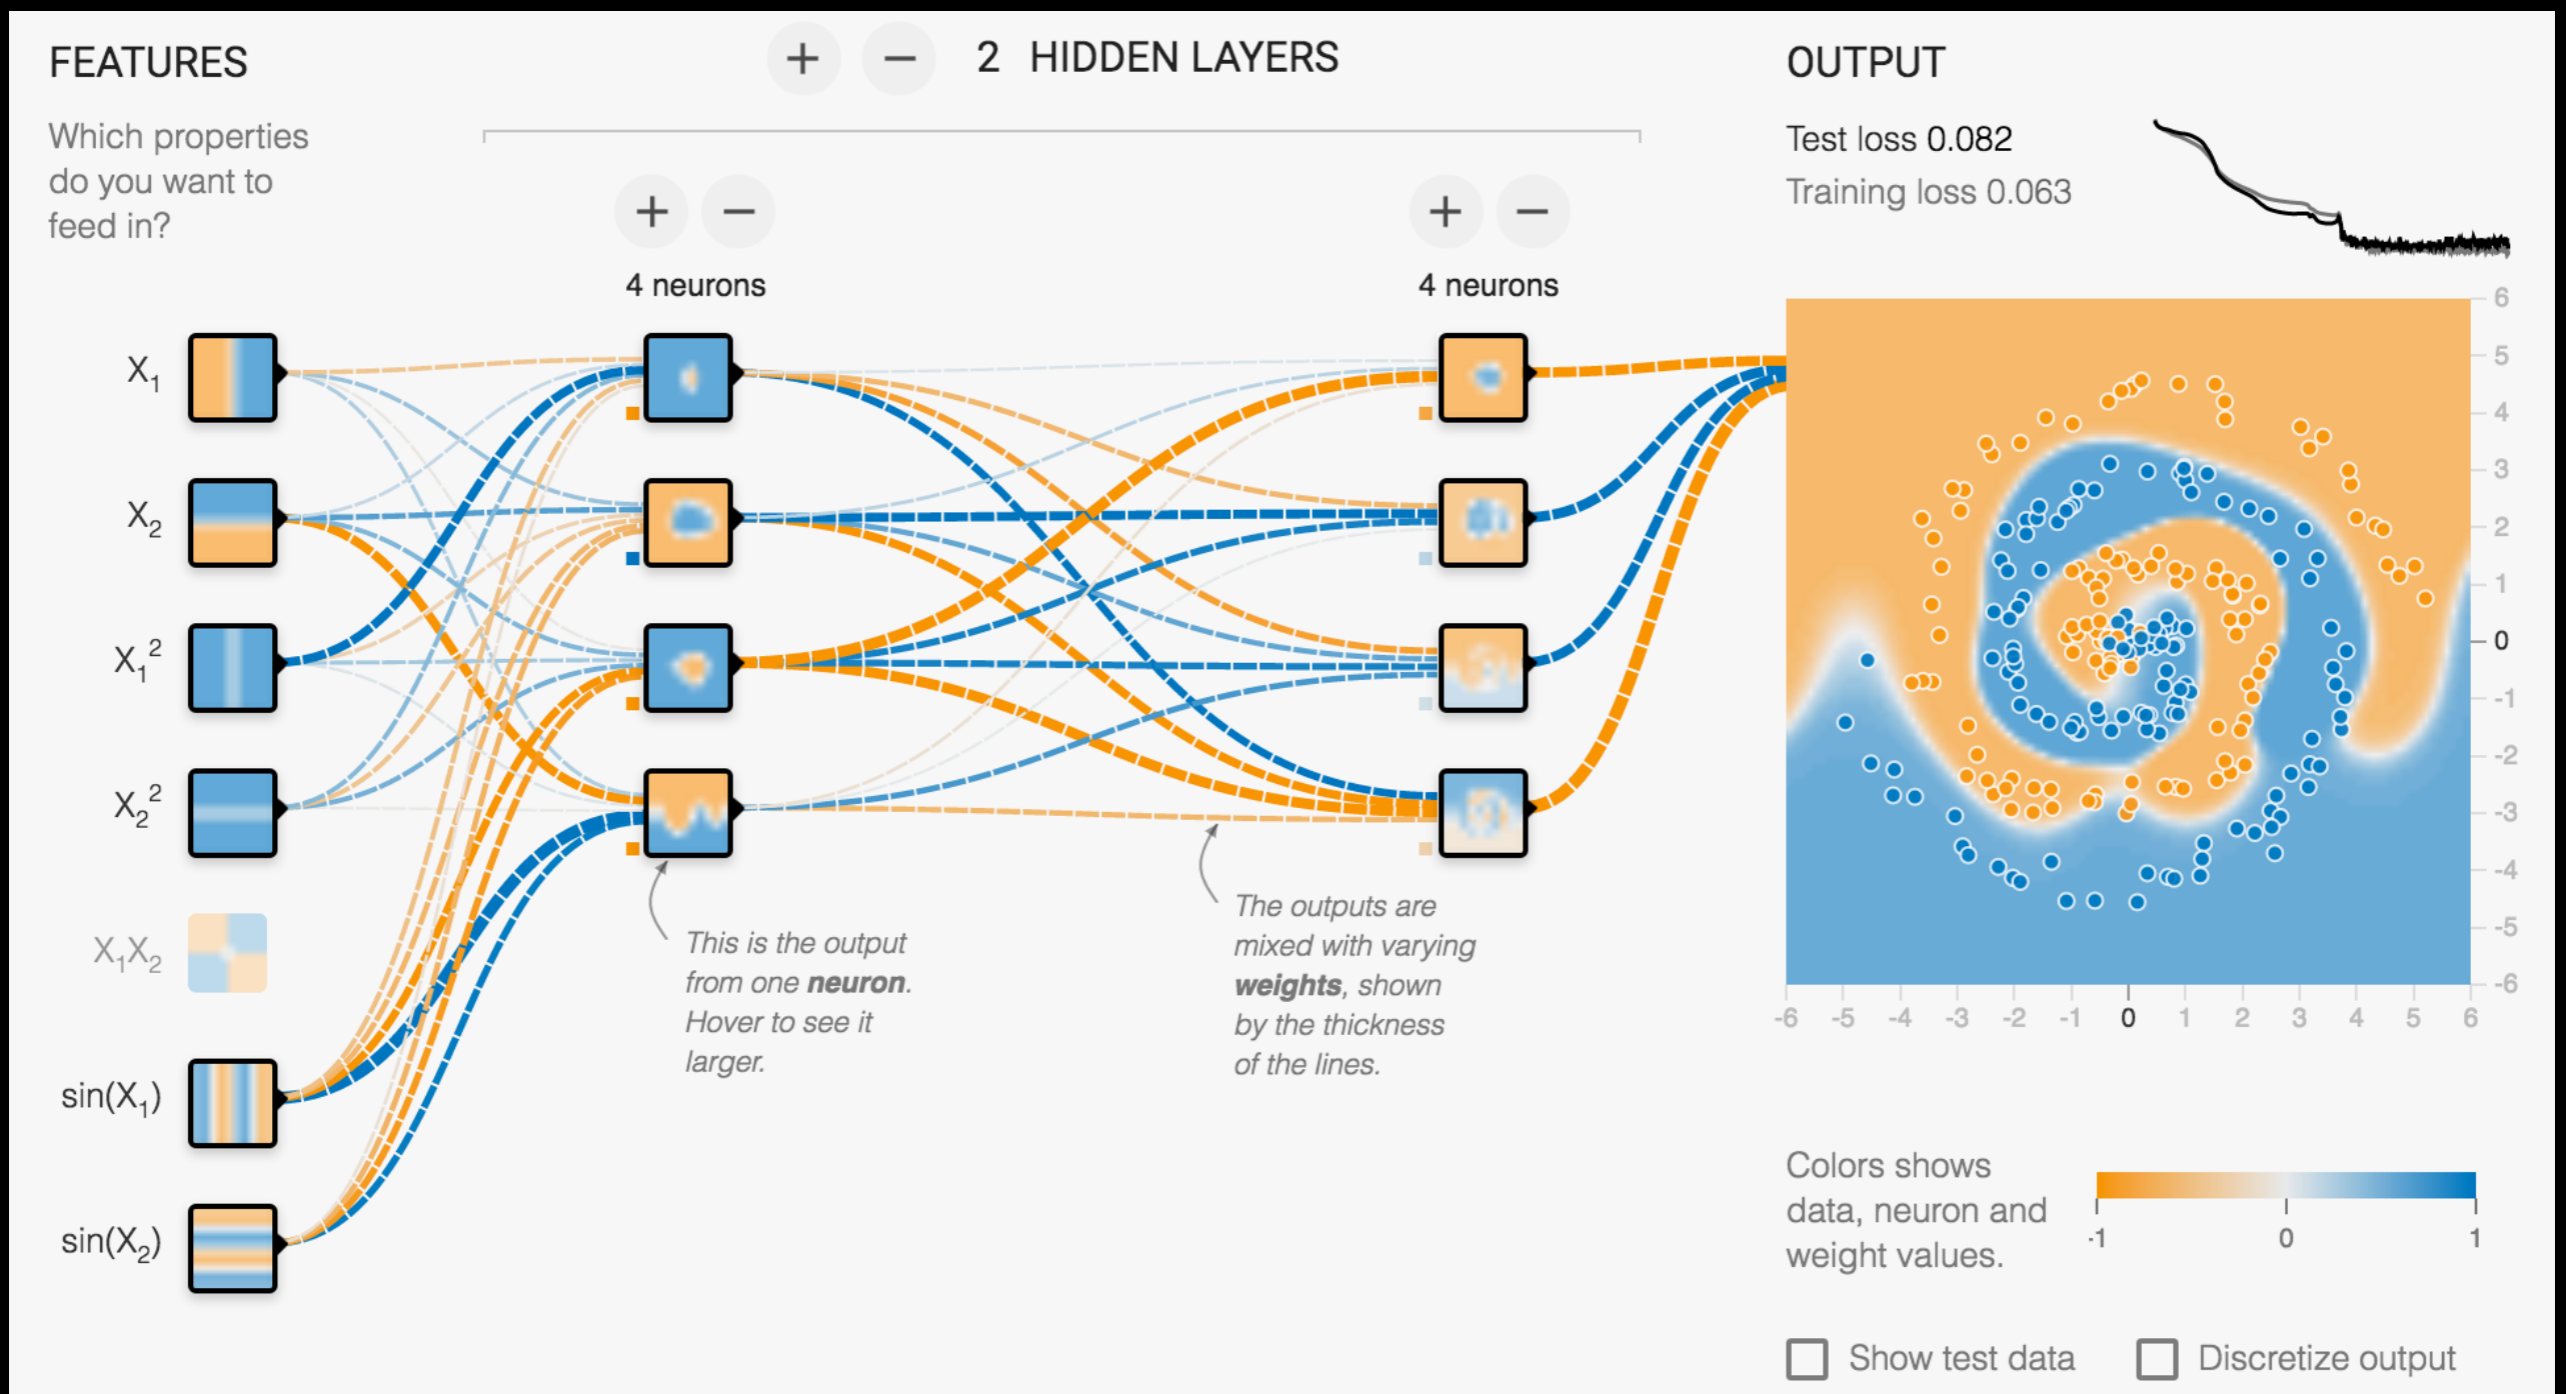 FEATURES
Which properties
do you want to
feed in?
+ − 2 HIDDEN LAYERS
+ −
4 neurons
+ −
4 neurons
X₁
X₂
X₁²
X₂²
X₁X₂
sin(X₁)
sin(X₂)
This is the output
from one neuron.
Hover to see it
larger.
The outputs are
mixed with varying
weights, shown
by the thickness
of the lines.
OUTPUT
Test loss 0.082
Training loss 0.063
6
5
4
3
2
1
0
-1
-2
-3
-4
-5
-6
-6 -5 -4 -3 -2 -1 0 1 2 3 4 5 6
Colors shows
data, neuron and
weight values.
-1 0 1
Show test data
Discretize output